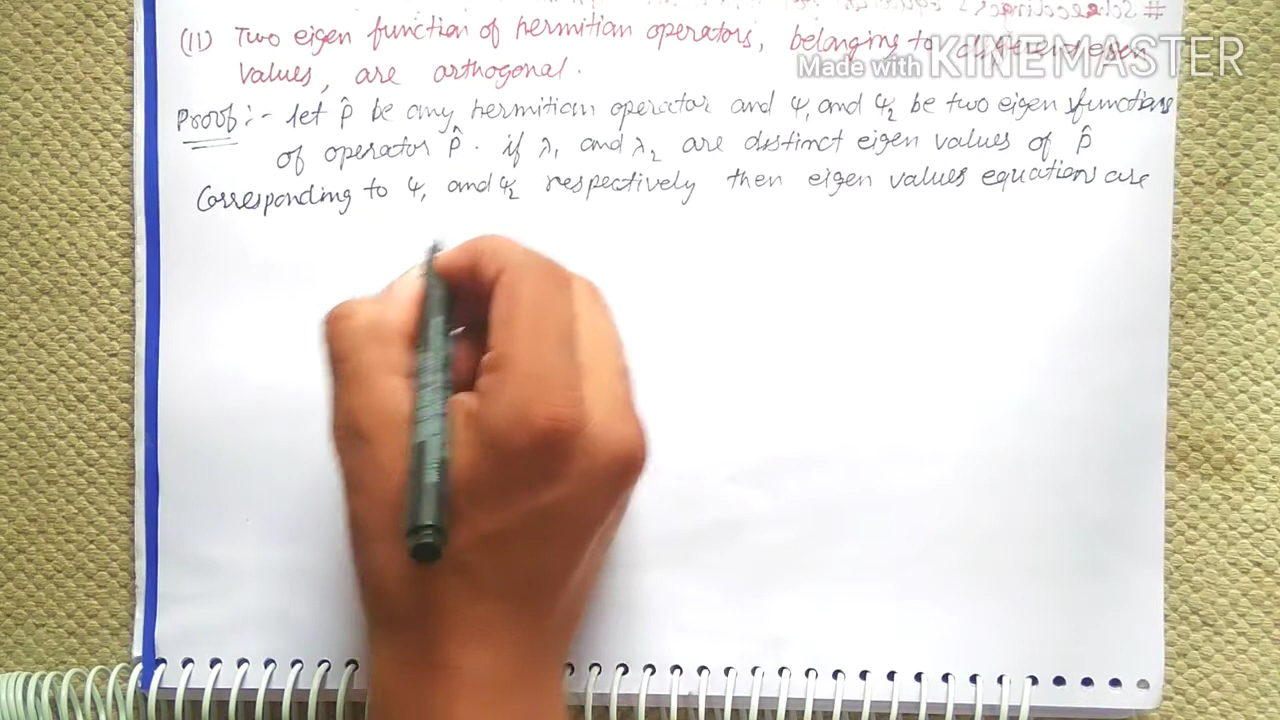 (II) Two eigen function of hermitian operators, belonging to different eigen
values, are orthogonal.
Made with KINEMASTER
Proof :- let p̂ be any hermitian operator and ψ₁ and ψ₂ be two eigen functions
of operator p̂. if λ₁ and λ₂ are distinct eigen values of p̂
Corresponding to ψ₁ and ψ₂ respectively then eigen values equations are